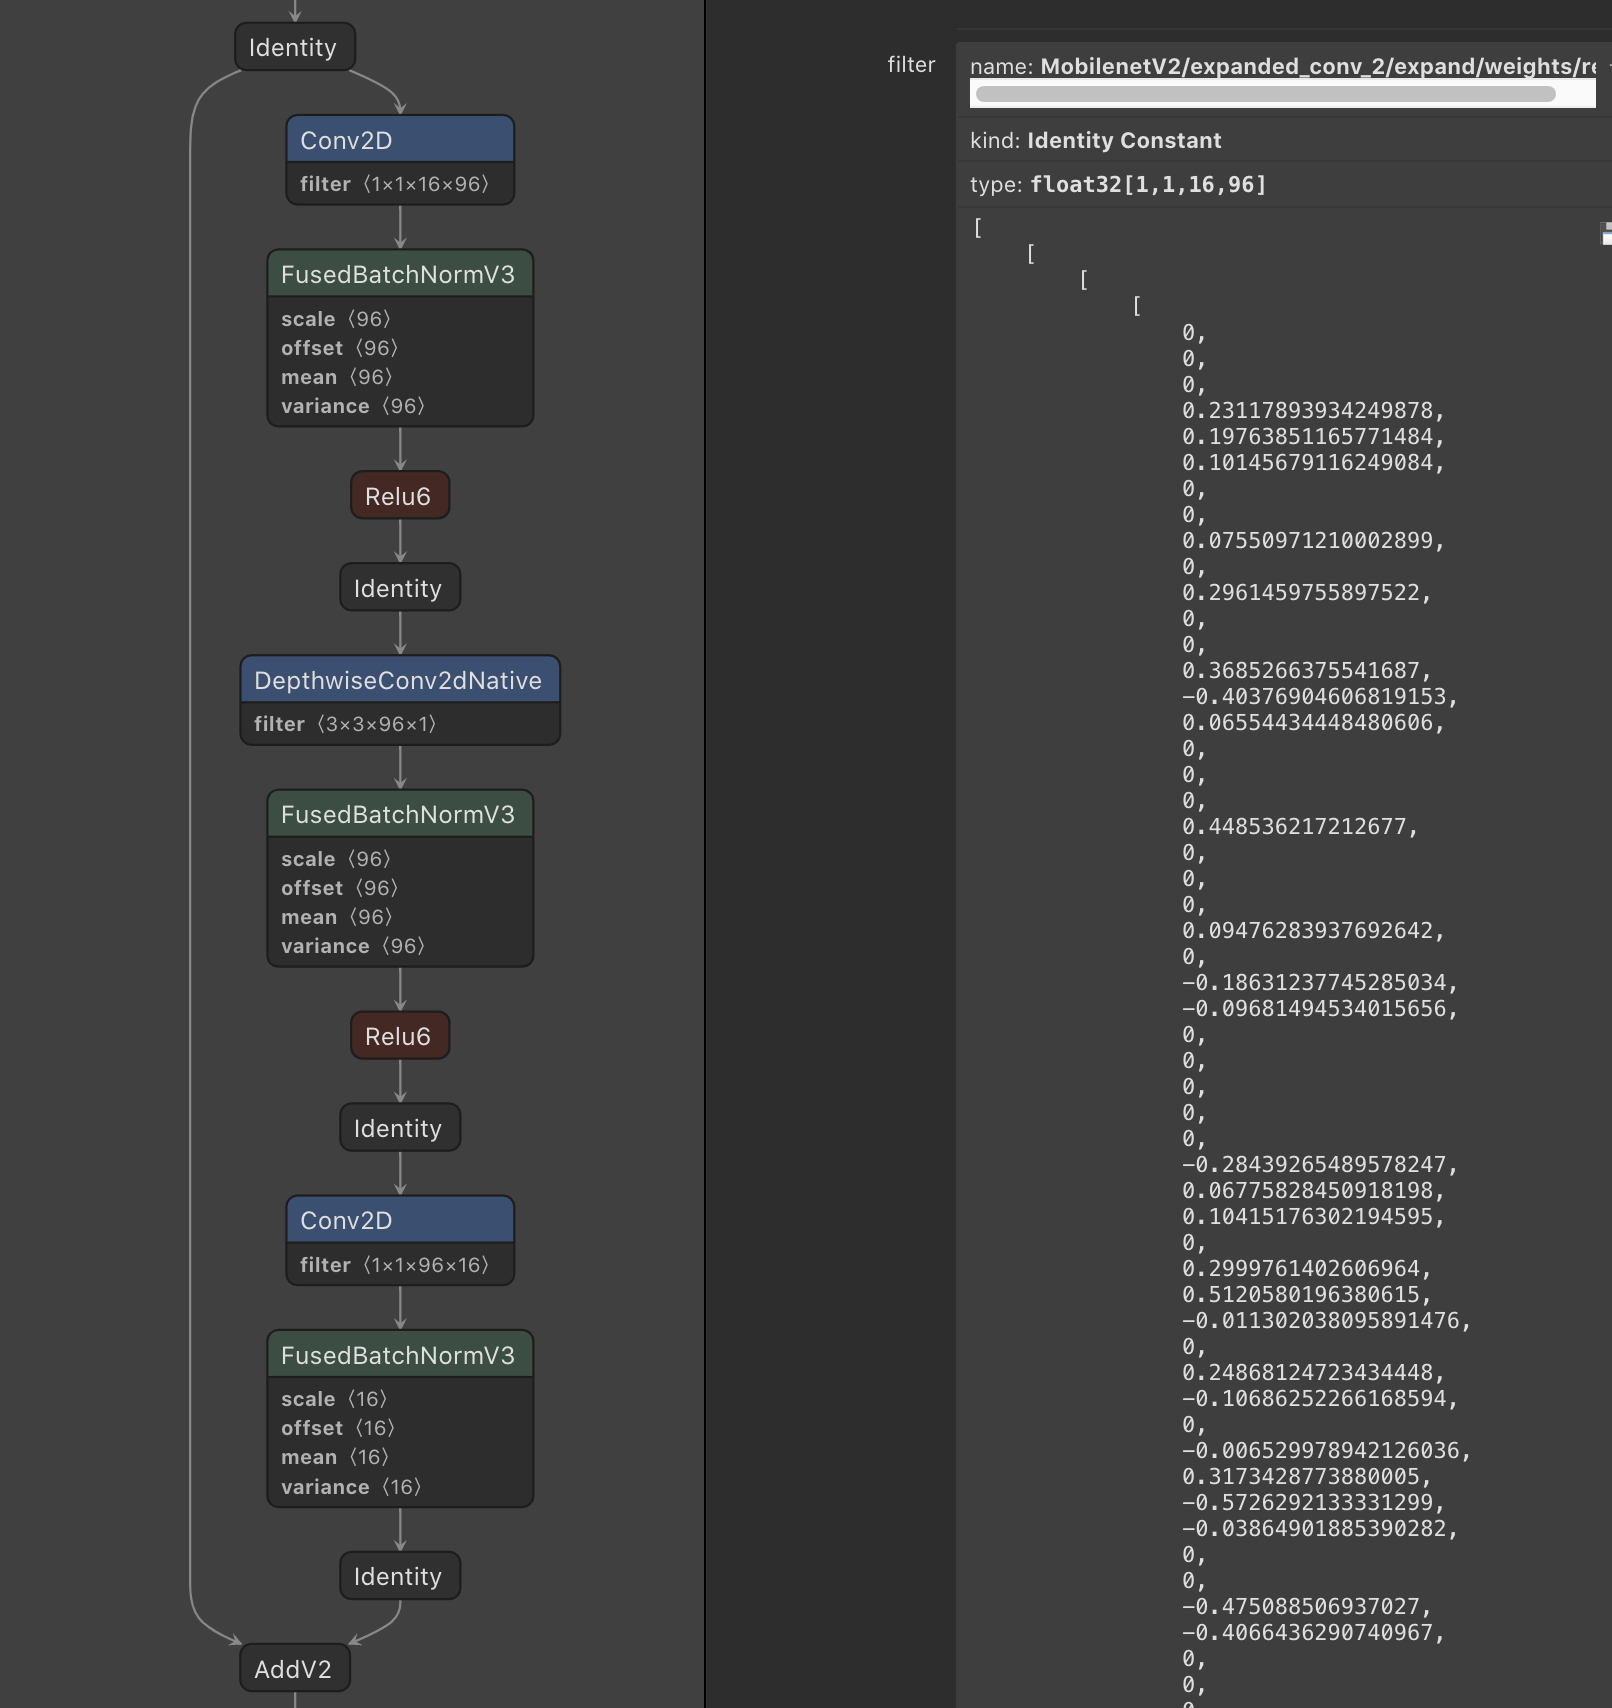 Identity
Conv2D
filter ⟨1×1×16×96⟩
FusedBatchNormV3
scale ⟨96⟩
offset ⟨96⟩
mean ⟨96⟩
variance ⟨96⟩
Relu6
Identity
DepthwiseConv2dNative
filter ⟨3×3×96×1⟩
FusedBatchNormV3
scale ⟨96⟩
offset ⟨96⟩
mean ⟨96⟩
variance ⟨96⟩
Relu6
Identity
Conv2D
filter ⟨1×1×96×16⟩
FusedBatchNormV3
scale ⟨16⟩
offset ⟨16⟩
mean ⟨16⟩
variance ⟨16⟩
Identity
AddV2
filter
name: MobilenetV2/expanded_conv_2/expand/weights/re
kind: Identity Constant
type: float32[1,1,16,96]
[
[
[
[
0,
0,
0,
0.23117893934249878,
0.19763851165771484,
0.10145679116249084,
0,
0,
0.07550971210002899,
0,
0.2961459755897522,
0,
0,
0.3685266375541687,
-0.40376904606819153,
0.06554434448480606,
0,
0,
0,
0.448536217212677,
0,
0,
0,
0.09476283937692642,
0,
-0.18631237745285034,
-0.09681494534015656,
0,
0,
0,
0,
0,
-0.28439265489578247,
0.06775828450918198,
0.10415176302194595,
0,
0.2999761402606964,
0.5120580196380615,
-0.011302038095891476,
0,
0.24868124723434448,
-0.10686252266168594,
0,
-0.006529978942126036,
0.3173428773880005,
-0.5726292133331299,
-0.03864901885390282,
0,
0,
-0.475088506937027,
-0.4066436290740967,
0,
0,